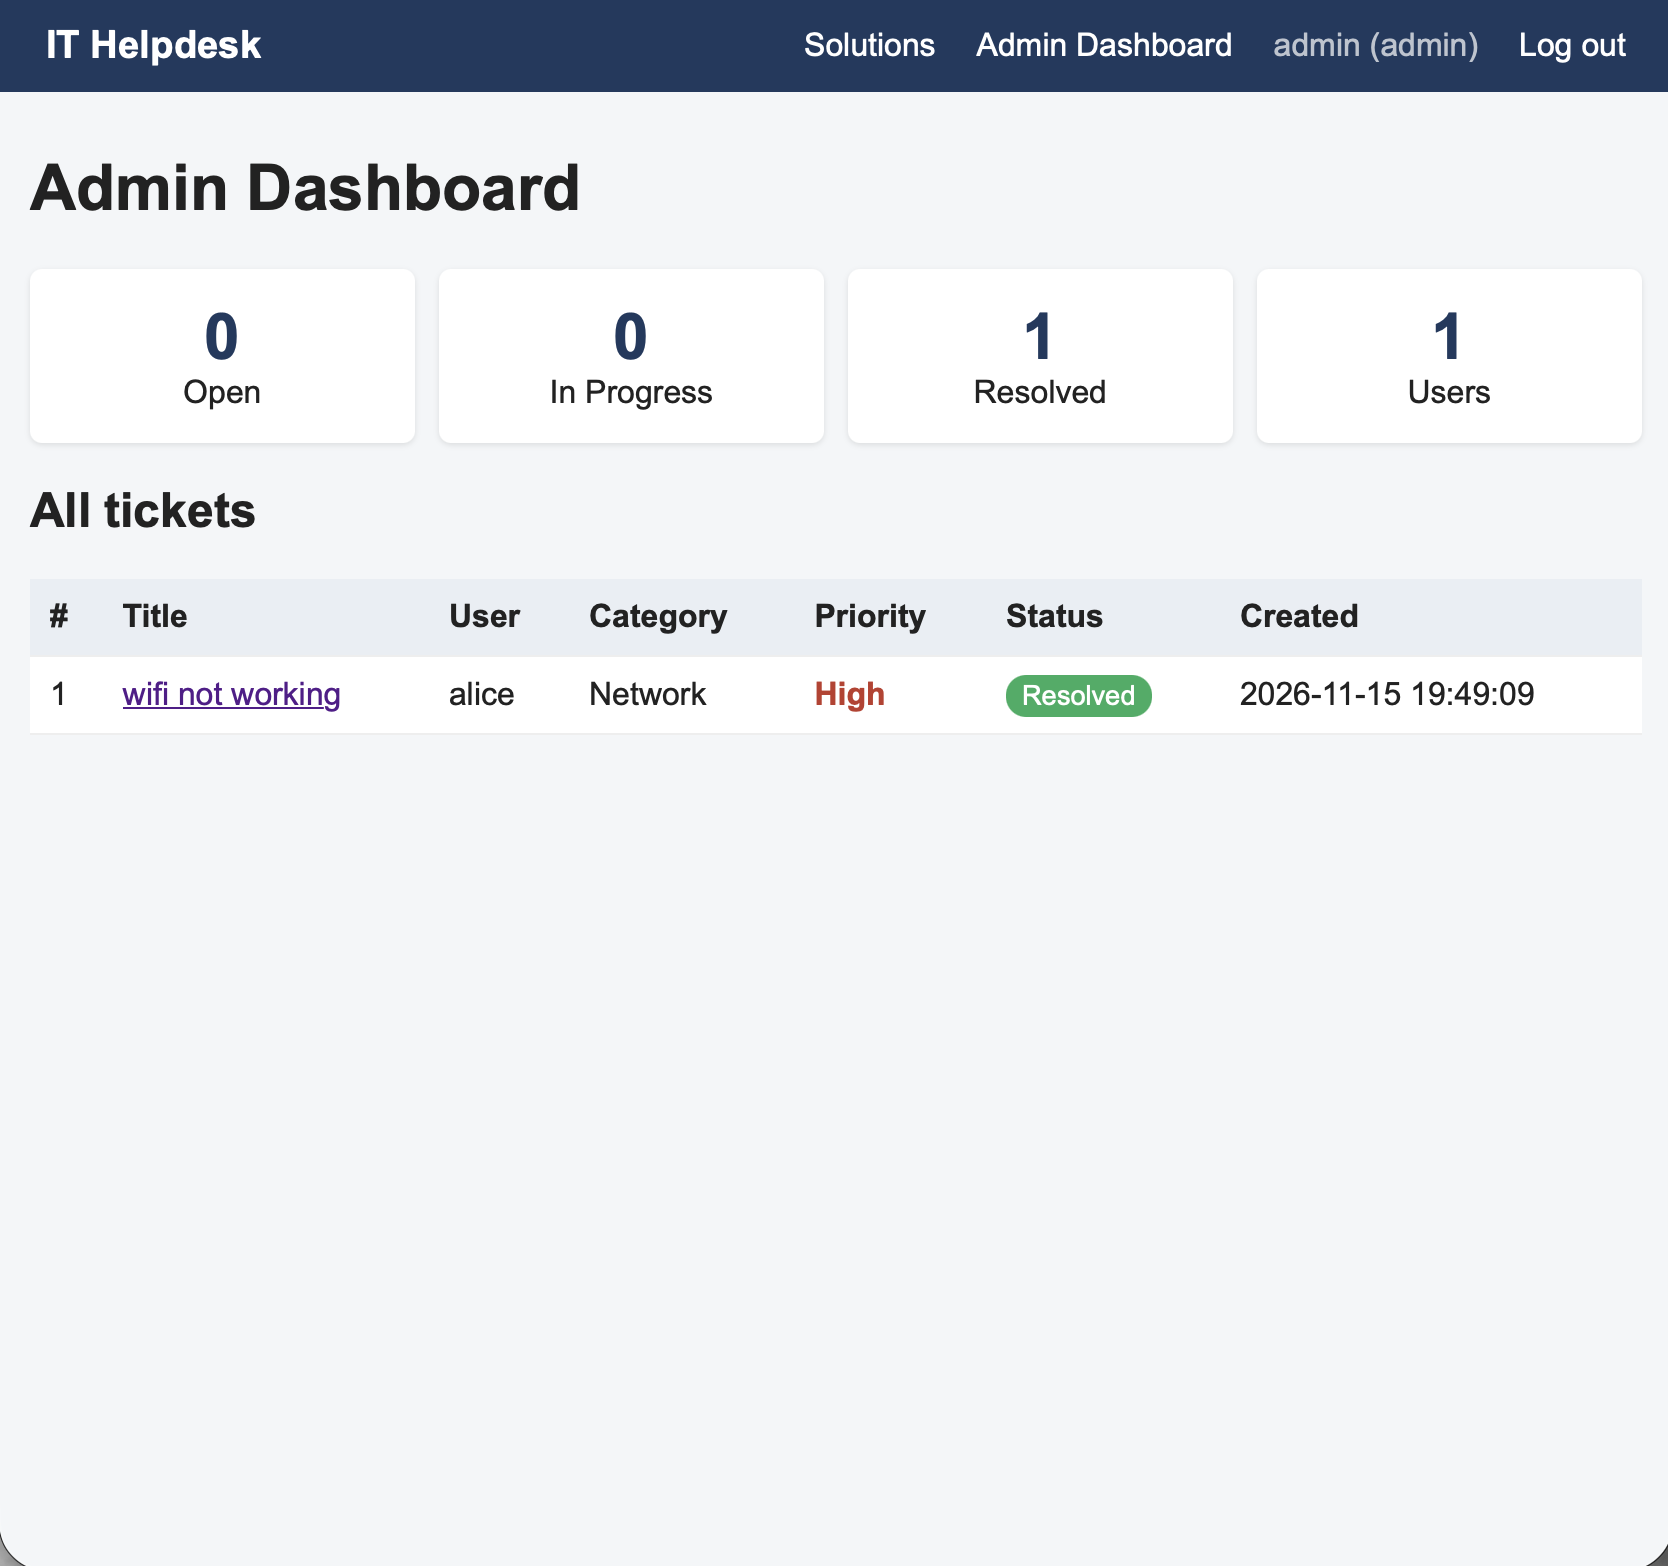 IT Helpdesk Solutions Admin Dashboard admin (admin) Log out
Admin Dashboard
0 0 1 1
Open In Progress Resolved Users
All tickets
# Title User Category Priority Status Created
1 wifi not working alice Network High Resolved 2026-11-15 19:49:09